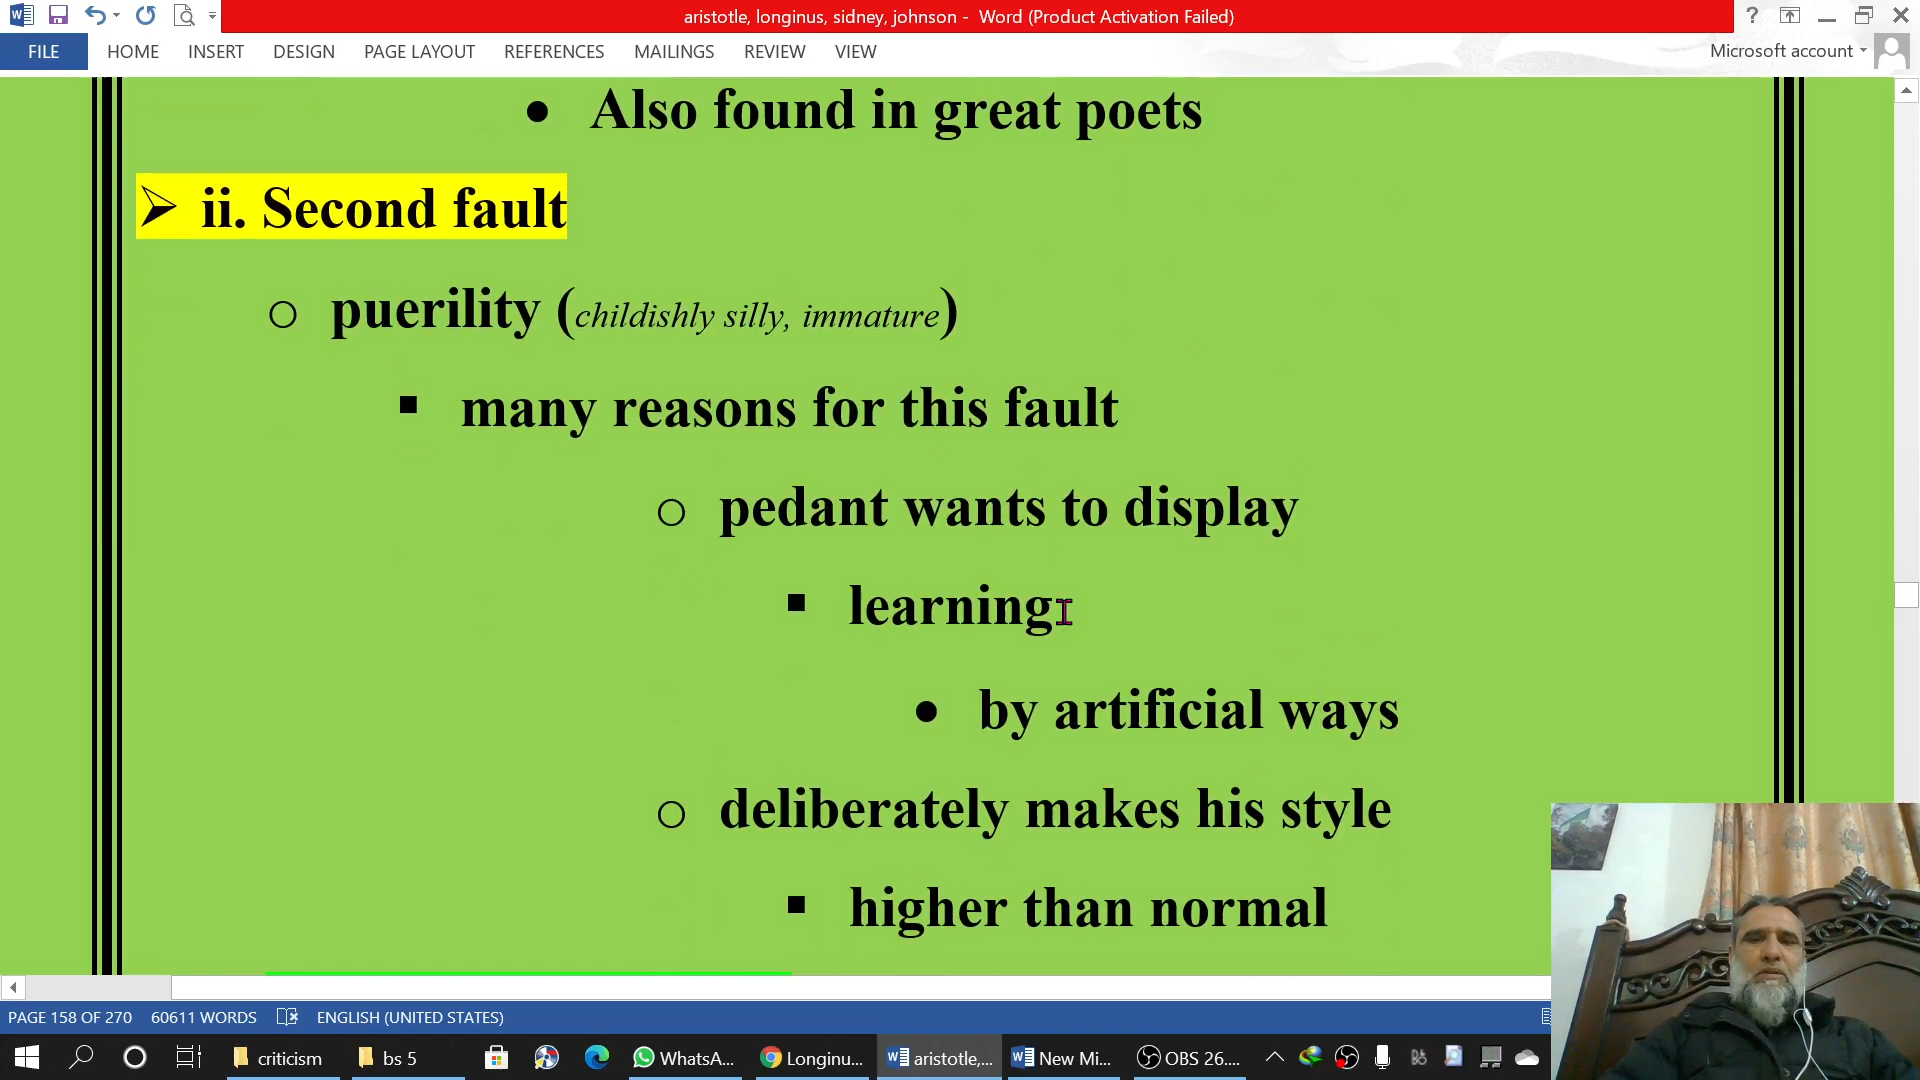 aristotle, longinus, sidney, johnson - Word (Product Activation Failed)
FILE HOME INSERT DESIGN PAGE LAYOUT REFERENCES MAILINGS REVIEW VIEW Microsoft account
• Also found in great poets
➢ ii. Second fault
o puerility (childishly silly, immature)
▪ many reasons for this fault
o pedant wants to display
▪ learning
• by artificial ways
o deliberately makes his style
▪ higher than normal
PAGE 158 OF 270 60611 WORDS ENGLISH (UNITED STATES)
criticism bs 5 WhatsA... Longinu... aristotle,... New Mi... OBS 26....